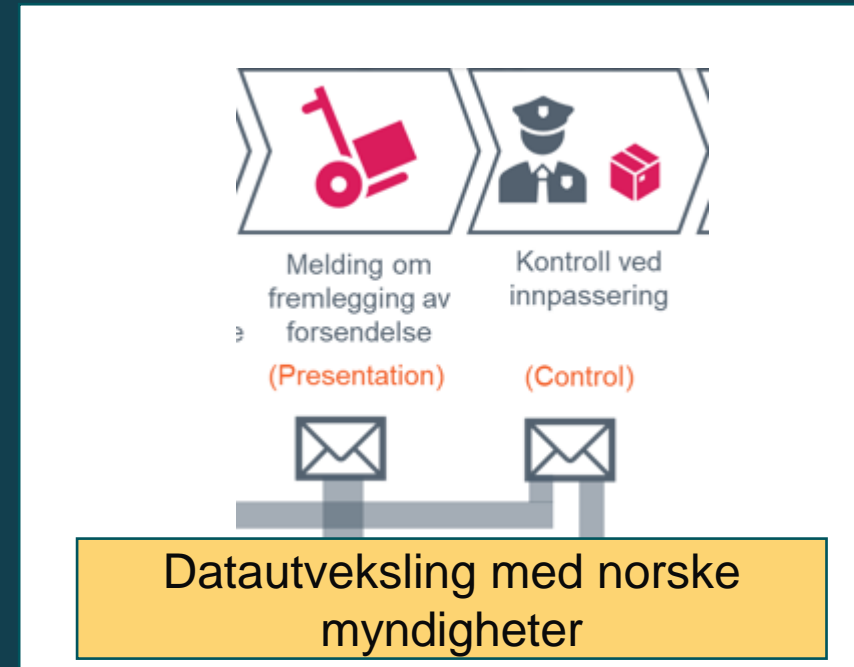 Melding om
fremlegging av
forsendelse
(Presentation)
Kontroll ved
innpassering
(Control)
e
Datautveksling med norske
myndigheter